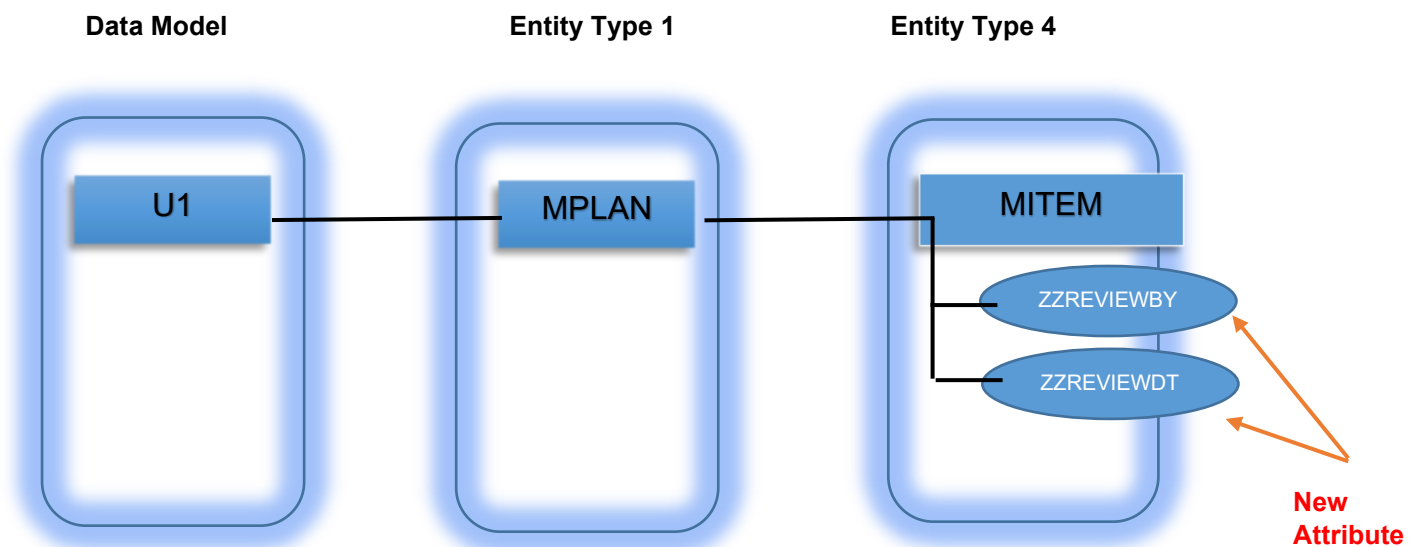 Data Model
Entity Type 1
Entity Type 4
U1
MPLAN
MITEM
ZZREVIEWBY
ZZREVIEWDT
New
Attribute